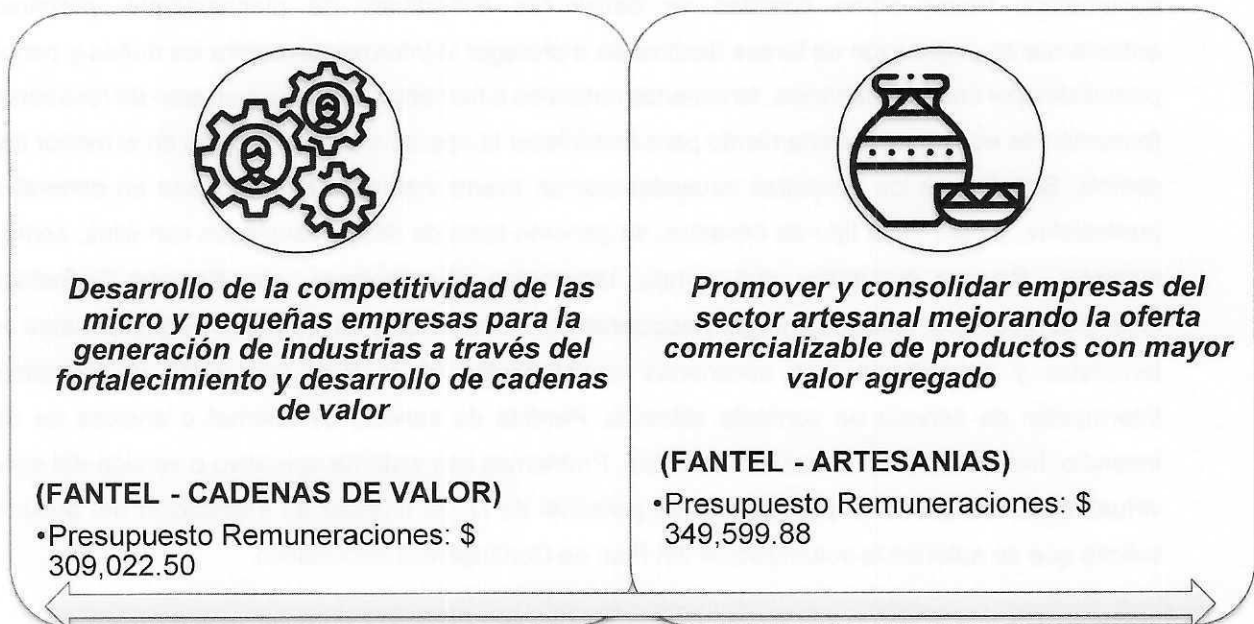 Desarrollo de la competitividad de las
micro y pequeñas empresas para la
generación de industrias a través del
fortalecimiento y desarrollo de cadenas
de valor
(FANTEL - CADENAS DE VALOR)
•Presupuesto Remuneraciones: $
309,022.50
Promover y consolidar empresas del
sector artesanal mejorando la oferta
comercializable de productos con mayor
valor agregado
(FANTEL - ARTESANIAS)
•Presupuesto Remuneraciones: $
349,599.88